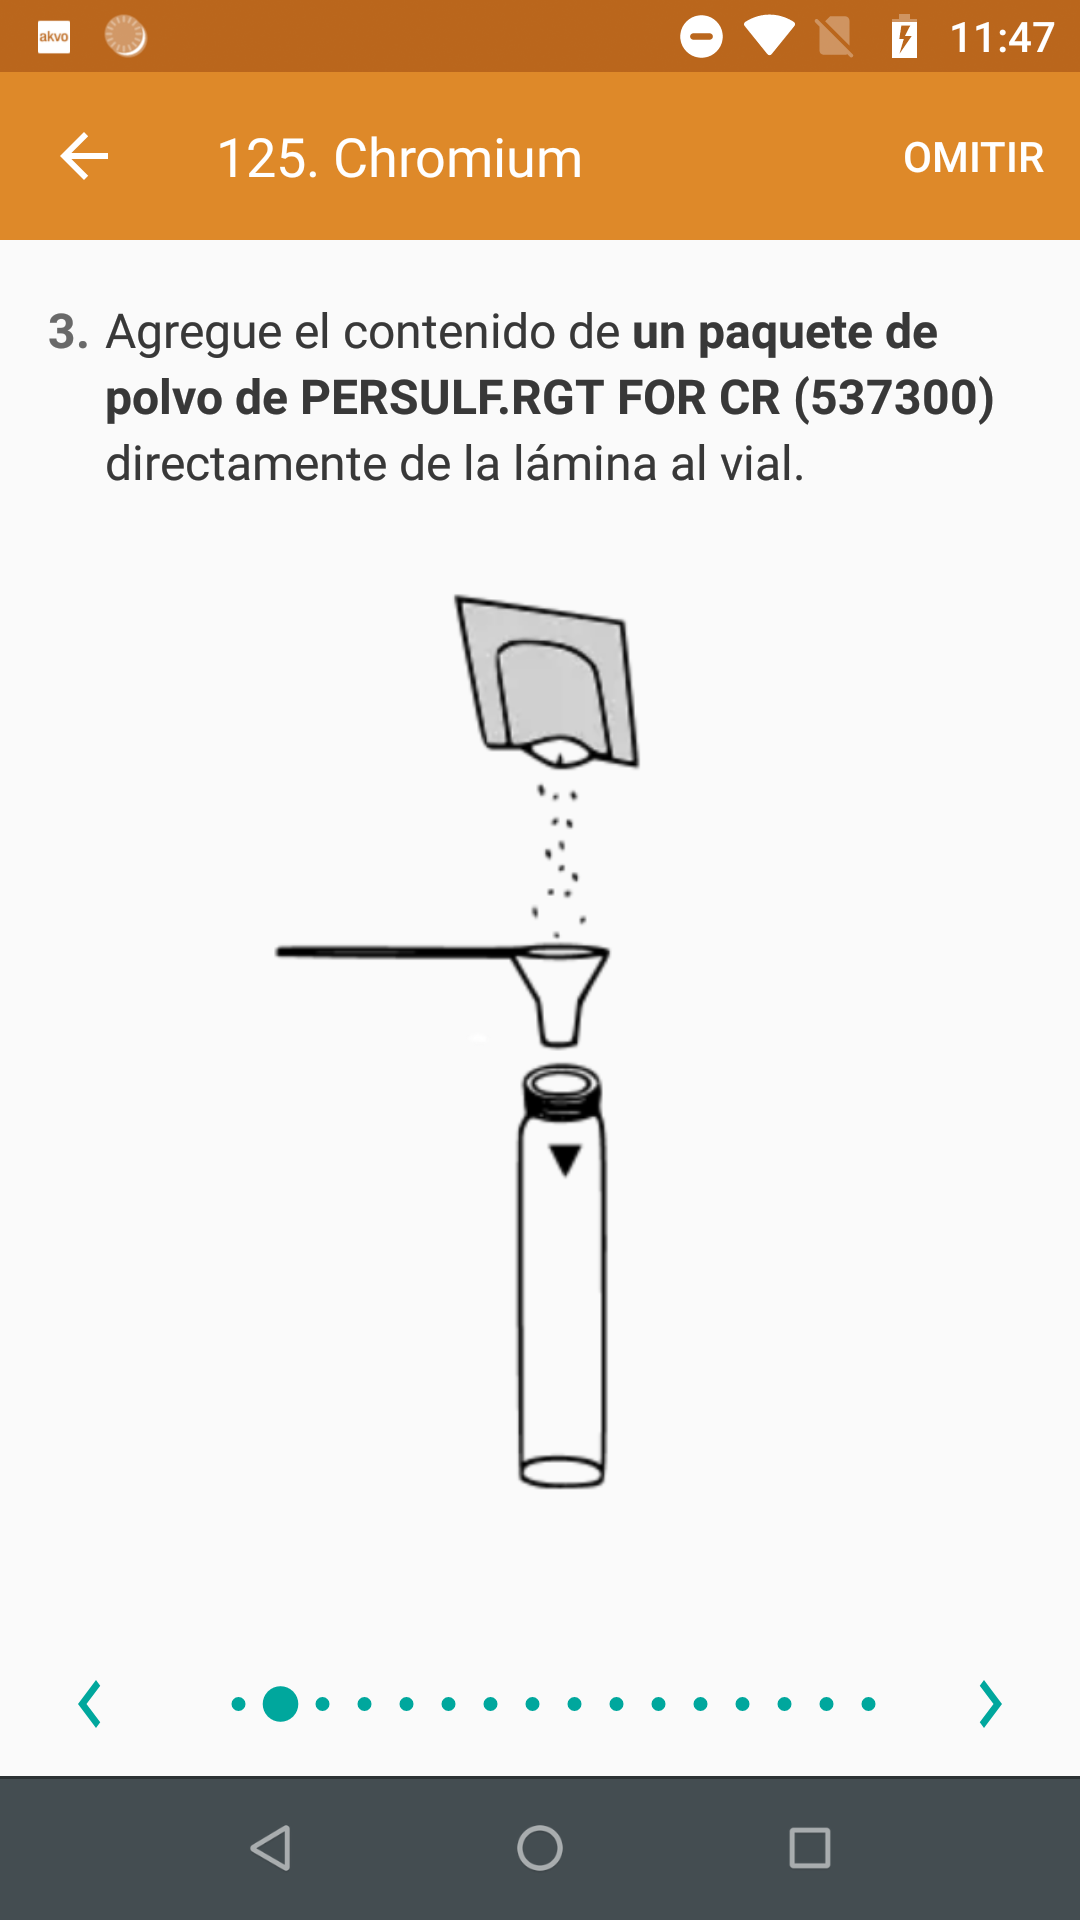 akvo
11:47
125. Chromium
OMITIR
3. Agregue el contenido de un paquete de
polvo de PERSULF.RGT FOR CR (537300)
directamente de la lámina al vial.